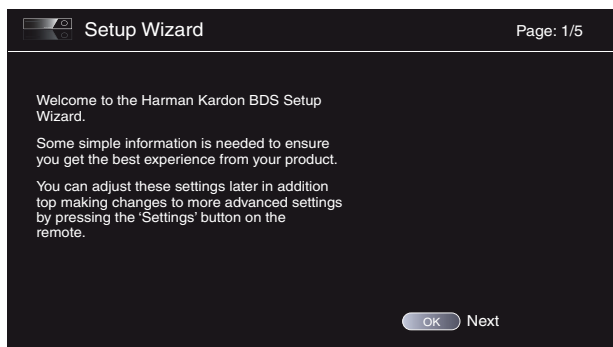 Setup Wizard
Page: 1/5
Welcome to the Harman Kardon BDS Setup
Wizard.
Some simple information is needed to ensure
you get the best experience from your product.
You can adjust these settings later in addition
top making changes to more advanced settings
by pressing the ‘Settings’ button on the
remote.
OK Next